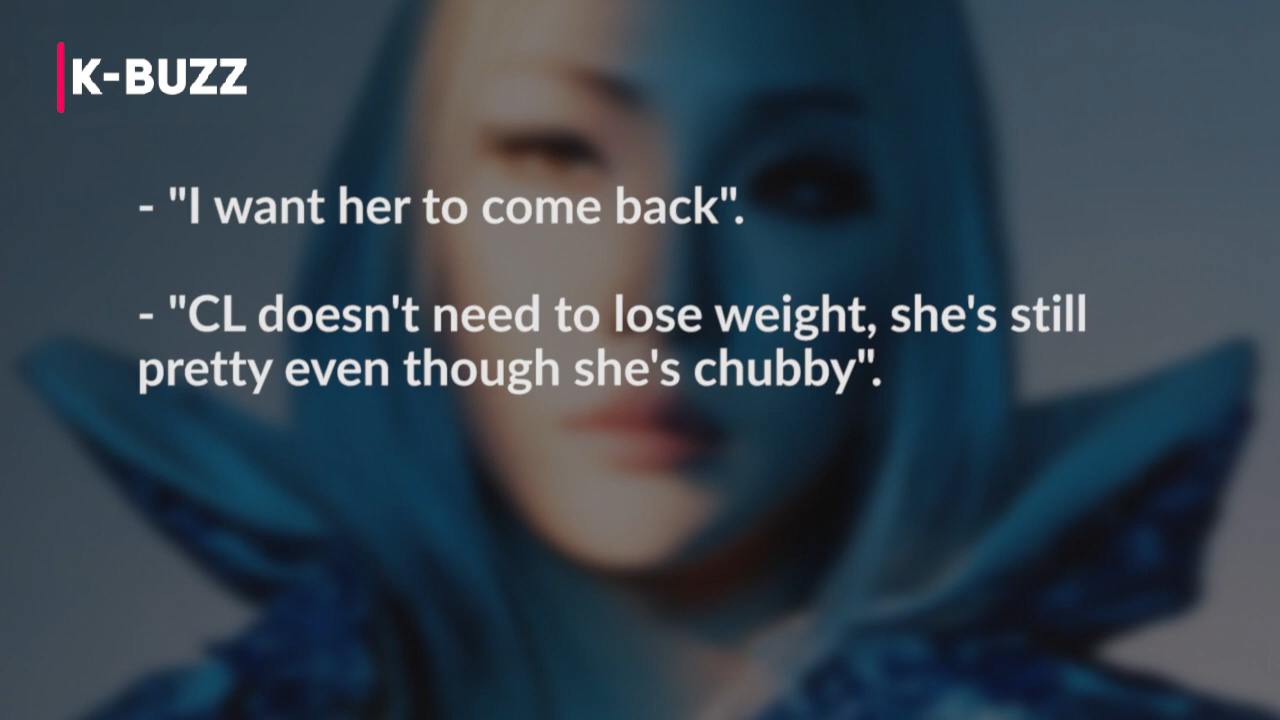 K-BUZZ
- "I want her to come back".
- "CL doesn't need to lose weight, she's still
pretty even though she's chubby".